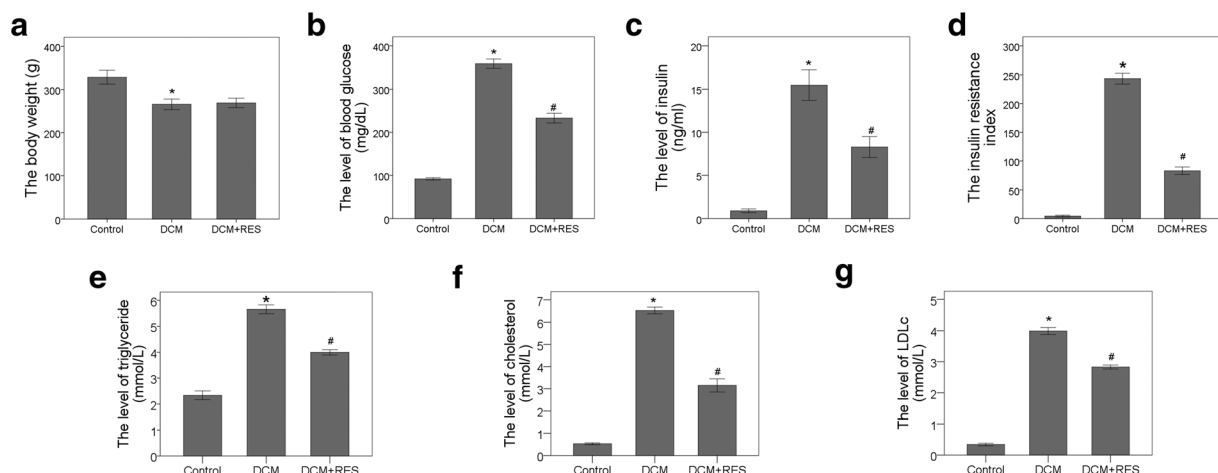 a
The body weight (g)
400
300
200
100
0
Control DCM DCM+RES
*
b
The level of blood glucose
(mg/dL)
400
300
200
100
0
Control DCM DCM+RES
*
#
c
The level of insulin
(ng/ml)
20
15
10
5
0
Control DCM DCM+RES
*
#
d
The insulin resistance
index
300
250
200
150
100
50
0
Control DCM DCM+RES
*
#
e
The level of triglyceride
(mmol/L)
6
5
4
3
2
1
0
Control DCM DCM+RES
*
#
f
The level of cholesterol
(mmol/L)
7
6
5
4
3
2
1
0
Control DCM DCM+RES
*
#
g
The level of LDLc
(mmol/L)
5
4
3
2
1
0
Control DCM DCM+RES
*
#